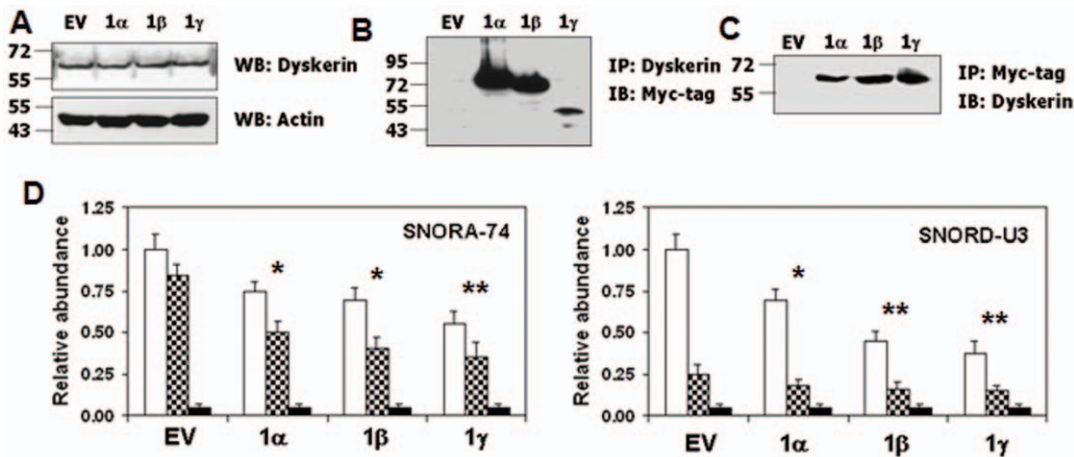 A
EV 1α 1β 1γ
72
55
WB: Dyskerin
55
43
WB: Actin
B
EV 1α 1β 1γ
95
72
55
43
IP: Dyskerin
IB: Myc-tag
C
EV 1α 1β 1γ
72
55
IP: Myc-tag
IB: Dyskerin
D
Relative abundance
1.25
1.00
0.75
0.50
0.25
0.00
SNORA-74
* * **
EV 1α 1β 1γ
Relative abundance
1.25
1.00
0.75
0.50
0.25
0.00
SNORD-U3
* ** **
EV 1α 1β 1γ